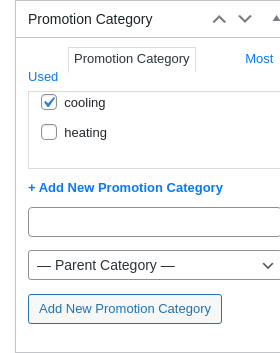 Promotion Category
Promotion Category Most
Used
cooling
heating
+ Add New Promotion Category
— Parent Category —
Add New Promotion Category